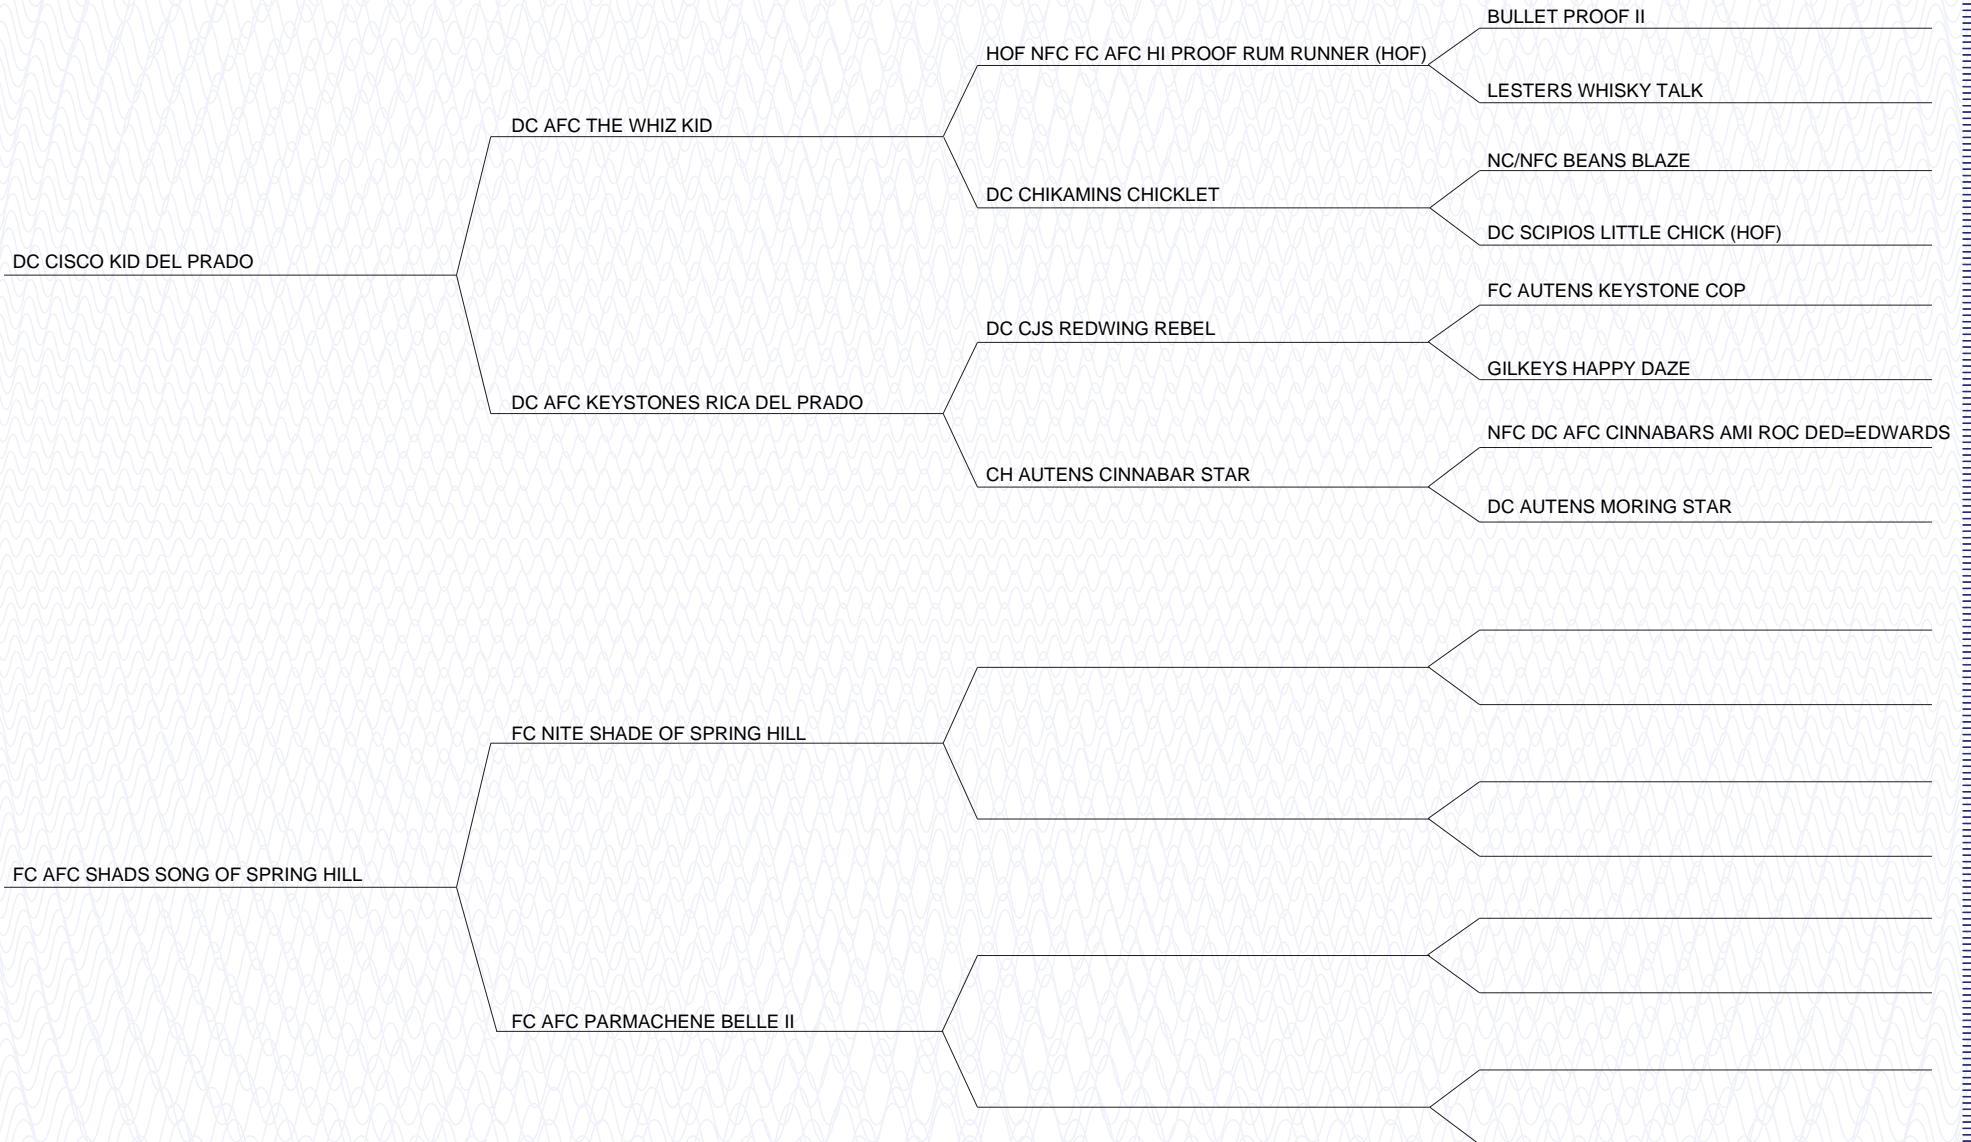 BULLET PROOF II
HOF NFC FC AFC HI PROOF RUM RUNNER (HOF)
LESTERS WHISKY TALK
DC AFC THE WHIZ KID
NC/NFC BEANS BLAZE
DC CHIKAMINS CHICKLET
DC SCIPIOS LITTLE CHICK (HOF)
DC CISCO KID DEL PRADO
FC AUTENS KEYSTONE COP
DC CJS REDWING REBEL
GILKEYS HAPPY DAZE
DC AFC KEYSTONES RICA DEL PRADO
NFC DC AFC CINNABARS AMI ROC DED=EDWARDS
CH AUTENS CINNABAR STAR
DC AUTENS MORING STAR
FC NITE SHADE OF SPRING HILL
FC AFC SHADS SONG OF SPRING HILL
FC AFC PARMACHENE BELLE II